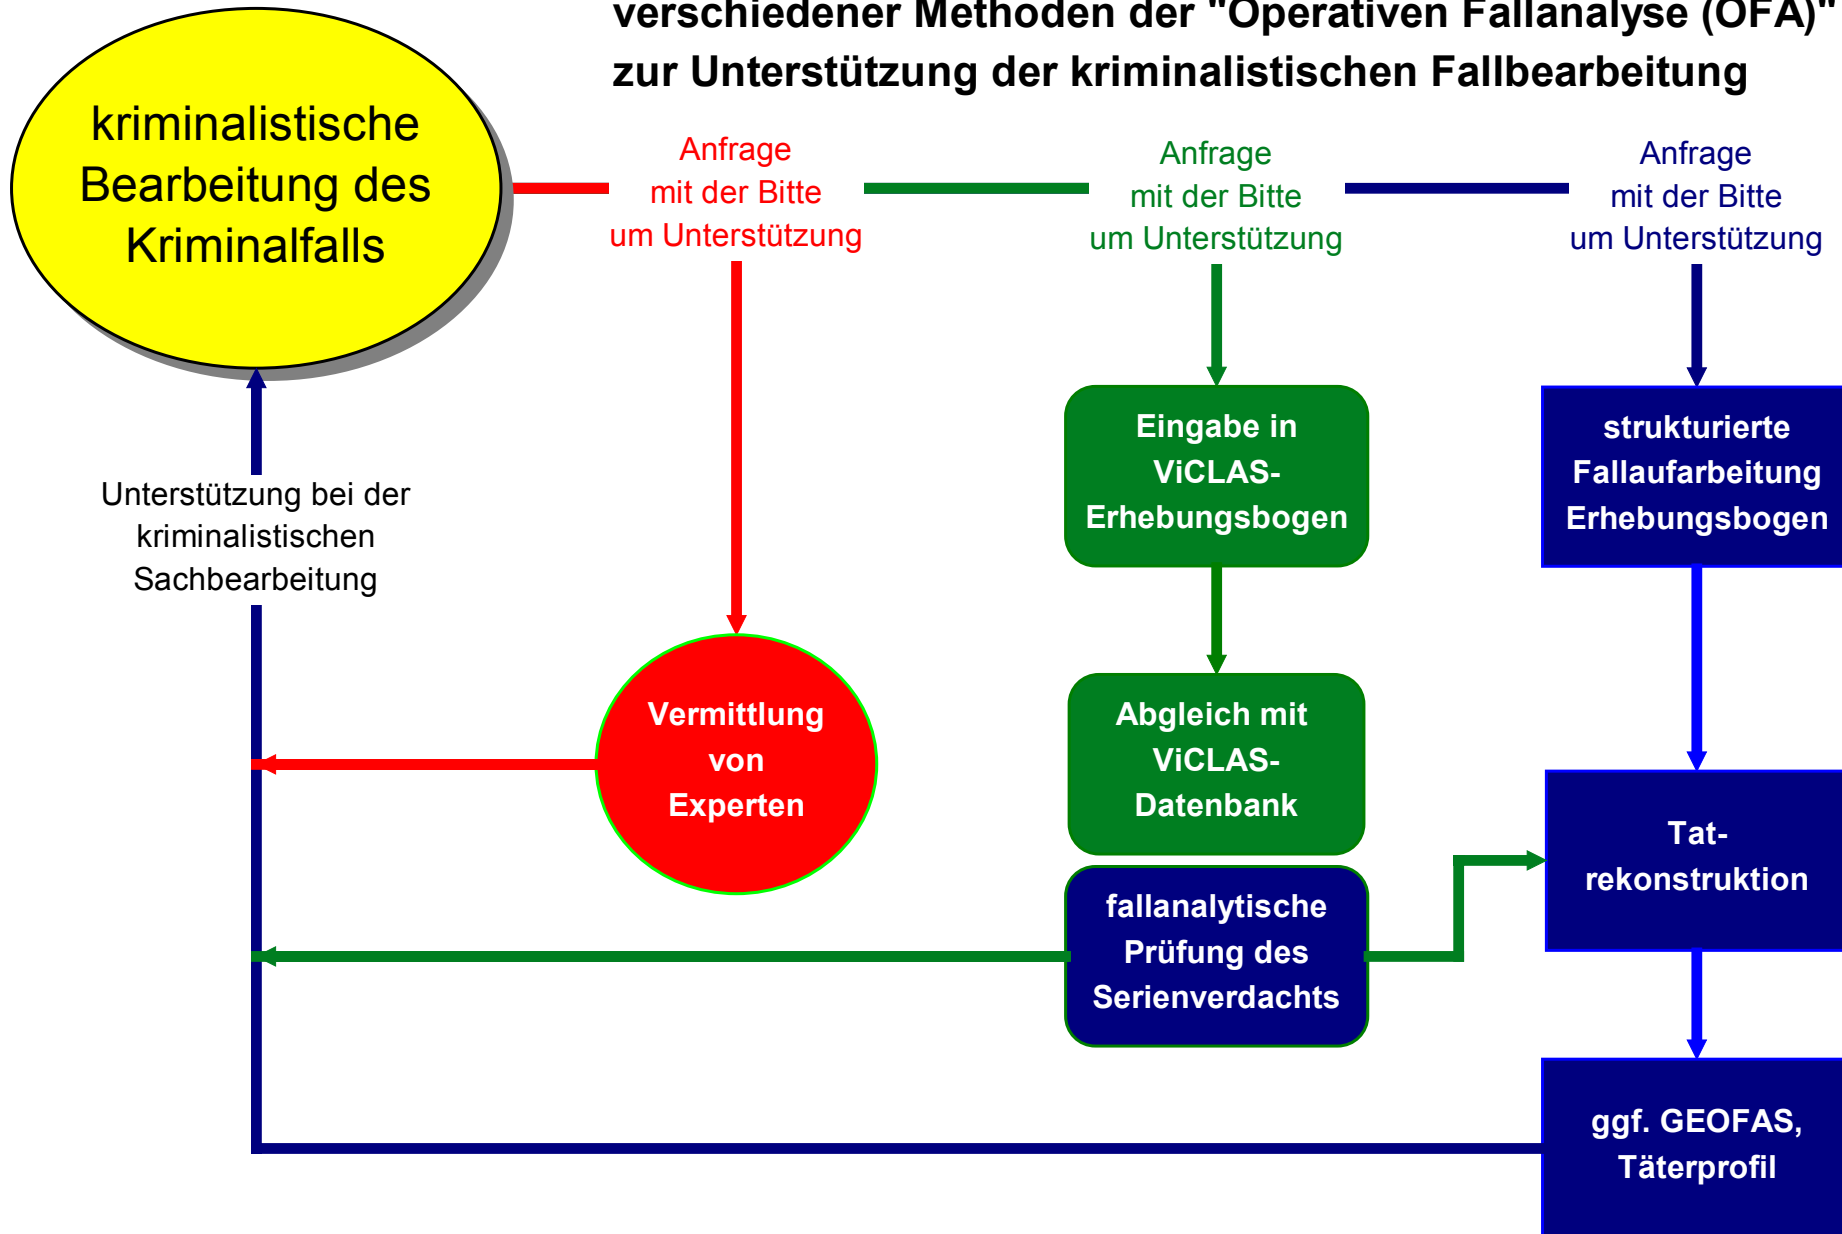 verschiedener Methoden der "Operativen Fallanalyse (OFA)"
zur Unterstützung der kriminalistischen Fallbearbeitung
kriminalistische
Bearbeitung des
Kriminalfalls
Anfrage
mit der Bitte
um Unterstützung
Anfrage
mit der Bitte
um Unterstützung
Anfrage
mit der Bitte
um Unterstützung
Eingabe in
ViCLAS-
Erhebungsbogen
strukturierte
Fallaufarbeitung
Erhebungsbogen
Unterstützung bei der
kriminalistischen
Sachbearbeitung
Vermittlung
von
Experten
Abgleich mit
ViCLAS-
Datenbank
Tat-
rekonstruktion
fallanalytische
Prüfung des
Serienverdachts
ggf. GEOFAS,
Täterprofil